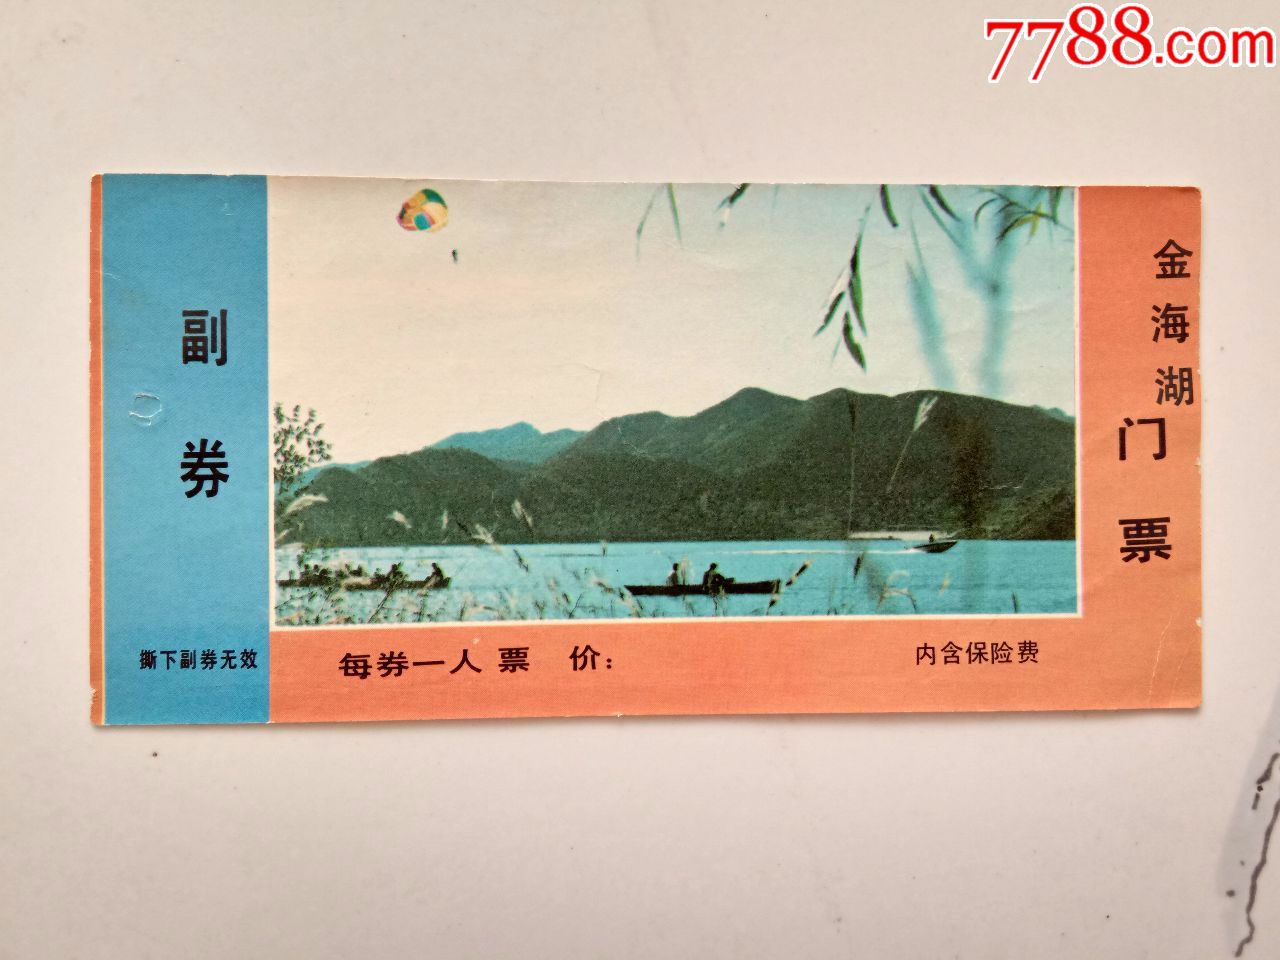 7788.com
副券
撕下副券无效
金海湖
门票
每券一人 票 价:
内含保险费